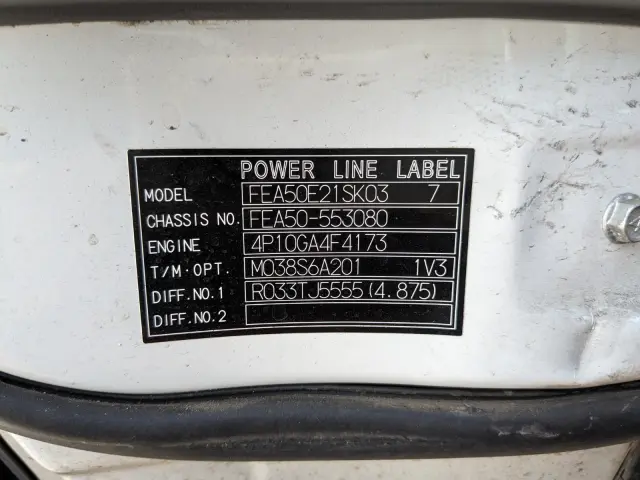 POWER LINE LABEL
MODEL FEA50E21SK03 7
CHASSIS NO. FEA50-553080
ENGINE 4P10GA4F4173
T/M·OPT. M038S6A201 1V3
DIFF.NO.1 R033TJ5555(4.875)
DIFF.NO.2